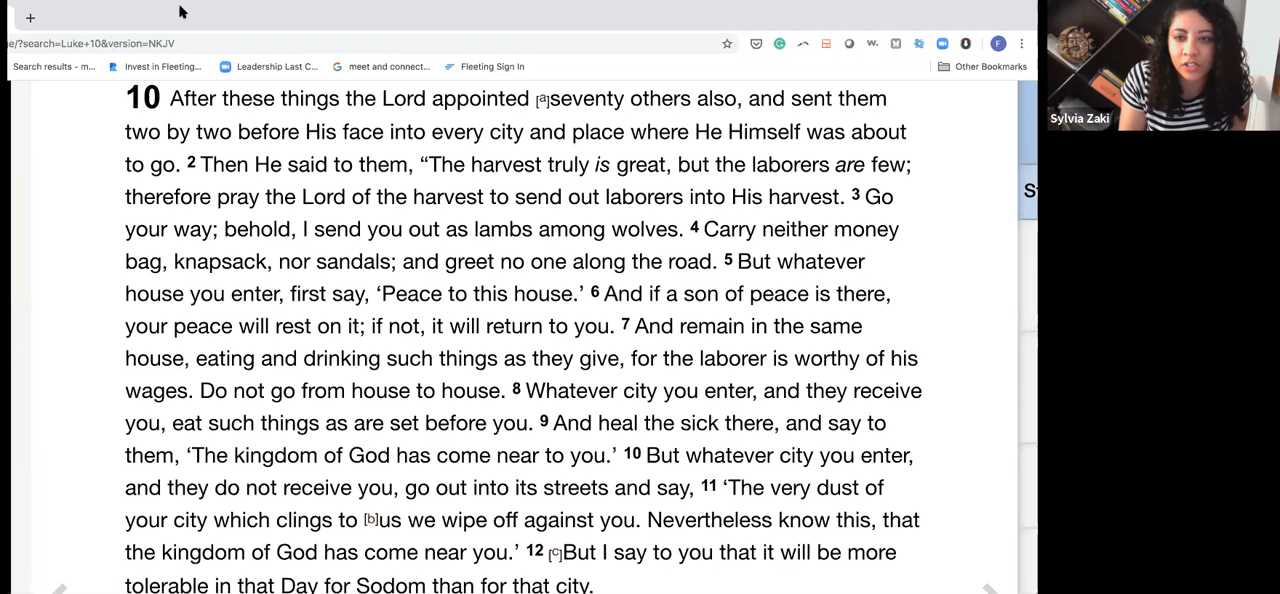 +
e/?search=Luke+10&version=NKJV
W.
W
F
Search results - m...
Invest in Fleeting...
Leadership Last C...
meet and connect...
Fleeting Sign In
Other Bookmarks
Sylvia Zaki
10 After these things the Lord appointed [a]seventy others also, and sent them
two by two before His face into every city and place where He Himself was about
to go. 2 Then He said to them, “The harvest truly is great, but the laborers are few;
therefore pray the Lord of the harvest to send out laborers into His harvest. 3 Go
your way; behold, I send you out as lambs among wolves. 4 Carry neither money
bag, knapsack, nor sandals; and greet no one along the road. 5 But whatever
house you enter, first say, ‘Peace to this house.’ 6 And if a son of peace is there,
your peace will rest on it; if not, it will return to you. 7 And remain in the same
house, eating and drinking such things as they give, for the laborer is worthy of his
wages. Do not go from house to house. 8 Whatever city you enter, and they receive
you, eat such things as are set before you. 9 And heal the sick there, and say to
them, ‘The kingdom of God has come near to you.’ 10 But whatever city you enter,
and they do not receive you, go out into its streets and say, 11 ‘The very dust of
your city which clings to [b]us we wipe off against you. Nevertheless know this, that
the kingdom of God has come near you.’ 12 [c]But I say to you that it will be more
tolerable in that Day for Sodom than for that city.